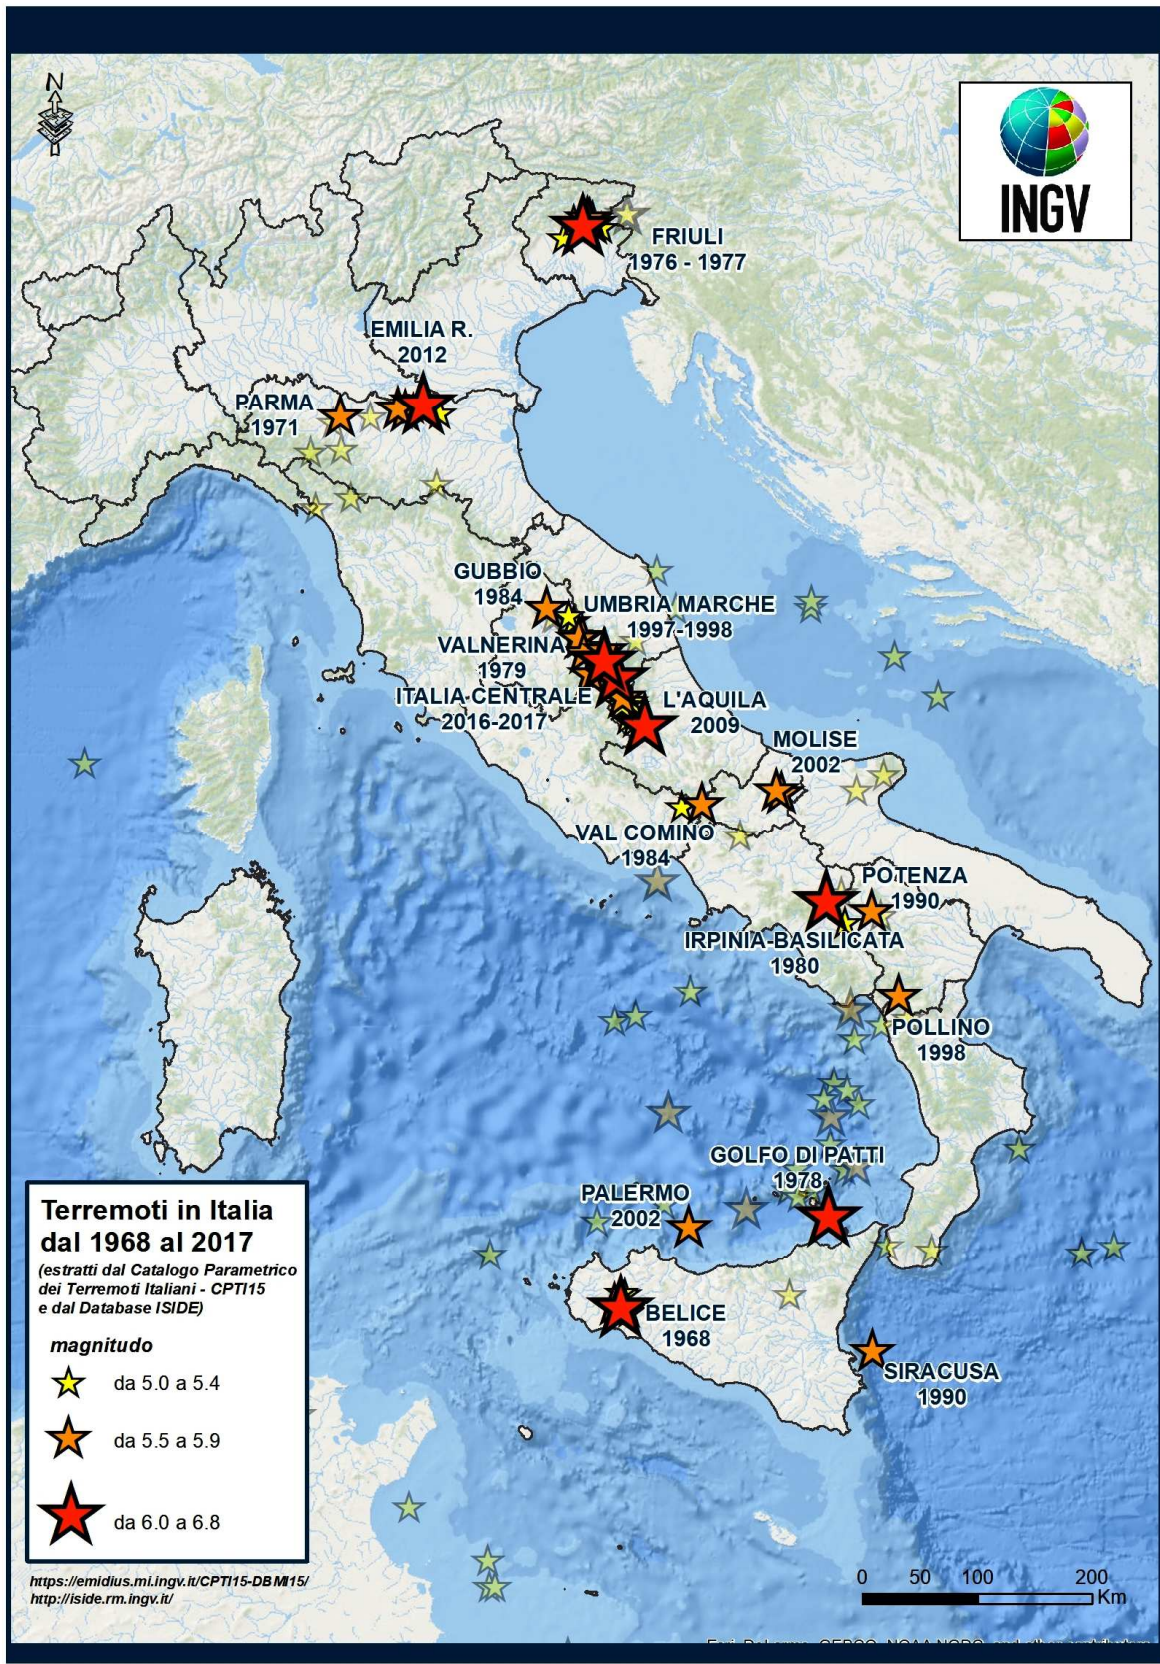 N
INGV
FRIULI
1976 - 1977
EMILIA R.
2012
PARMA
1971
GUBBIO
1984
UMBRIA MARCHE
1997-1998
VALNERINA
1979
ITALIA CENTRALE
2016-2017
L'AQUILA
2009
MOLISE
2002
VAL COMINO
1984
POTENZA
1990
IRPINIA-BASILICATA
1980
POLLINO
1998
GOLFO DI PATTI
1978
PALERMO
2002
BELICE
1968
SIRACUSA
1990
Terremoti in Italia
dal 1968 al 2017
(estratti dal Catalogo Parametrico
dei Terremoti Italiani - CPTI15
e dal Database ISIDE)
magnitudo
da 5.0 a 5.4
da 5.5 a 5.9
da 6.0 a 6.8
https://emidius.mi.ingv.it/CPTI15-DBMI15/
http://iside.rm.ingv.it/
0 50 100 200
Km